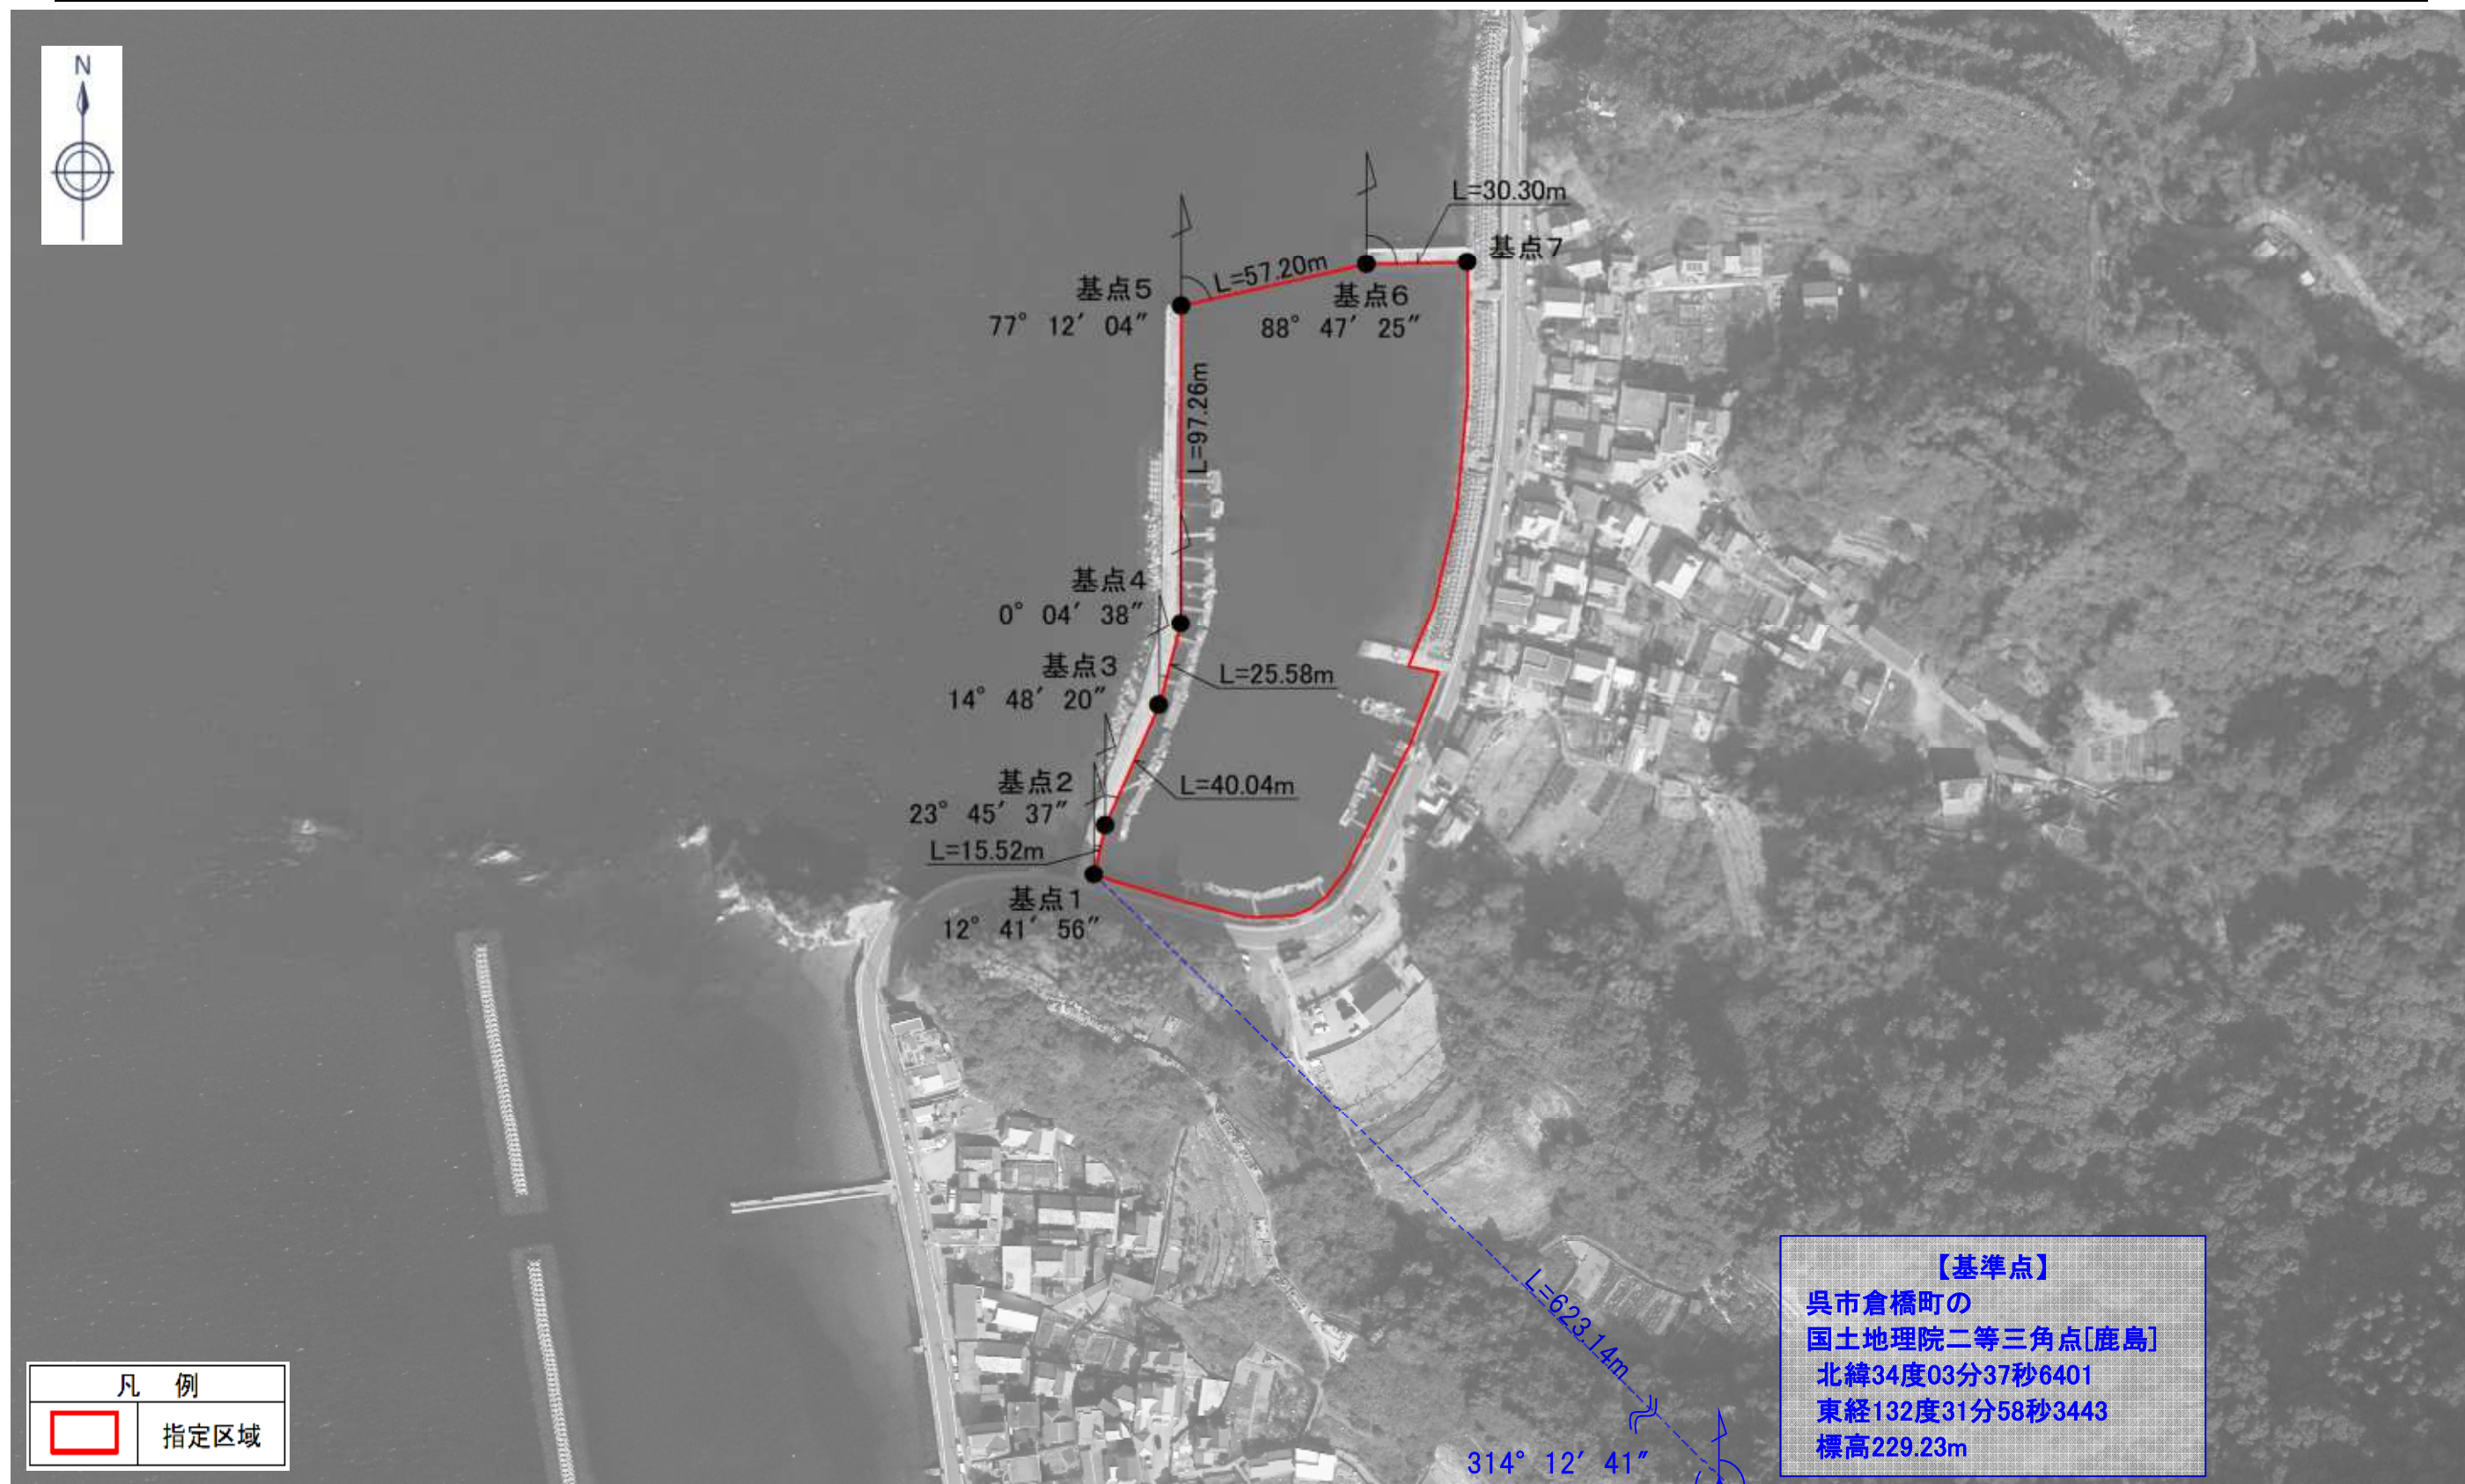 N
L=30.30m
基点7
L=57.20m
基点5
77° 12′ 04″
基点6
88° 47′ 25″
L=97.26m
基点4
0° 04′ 38″
基点3
14° 48′ 20″
L=25.58m
基点2
23° 45′ 37″
L=40.04m
L=15.52m
基点1
12° 41′ 56″
L=623.14m
314° 12′ 41″
【基準点】
呉市倉橋町の
国土地理院二等三角点[鹿島]
北緯34度03分37秒6401
東経132度31分58秒3443
標高229.23m
凡 例
指定区域